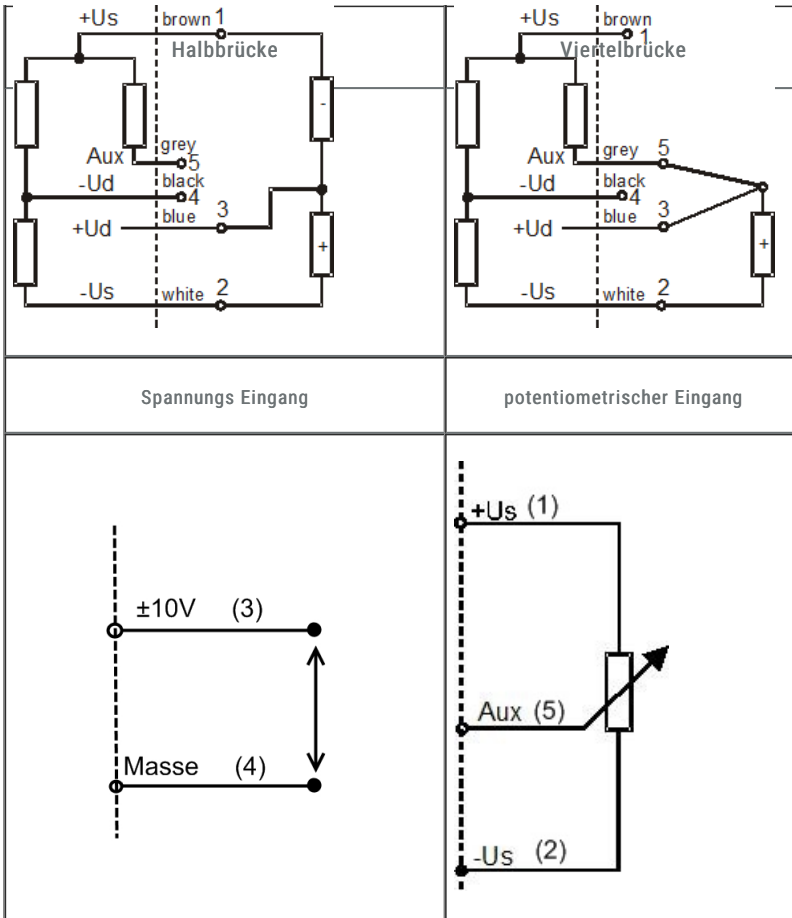 +Us brown 1
Halbbrücke
-
Aux grey 5
-Ud black 4
+Ud blue 3
+
-Us white 2
+Us brown 1
Viertelbrücke
Aux grey 5
-Ud black 4
+Ud blue 3
+
-Us white 2
Spannungs Eingang
potentiometrischer Eingang
±10V (3)
Masse (4)
+Us (1)
Aux (5)
-Us (2)